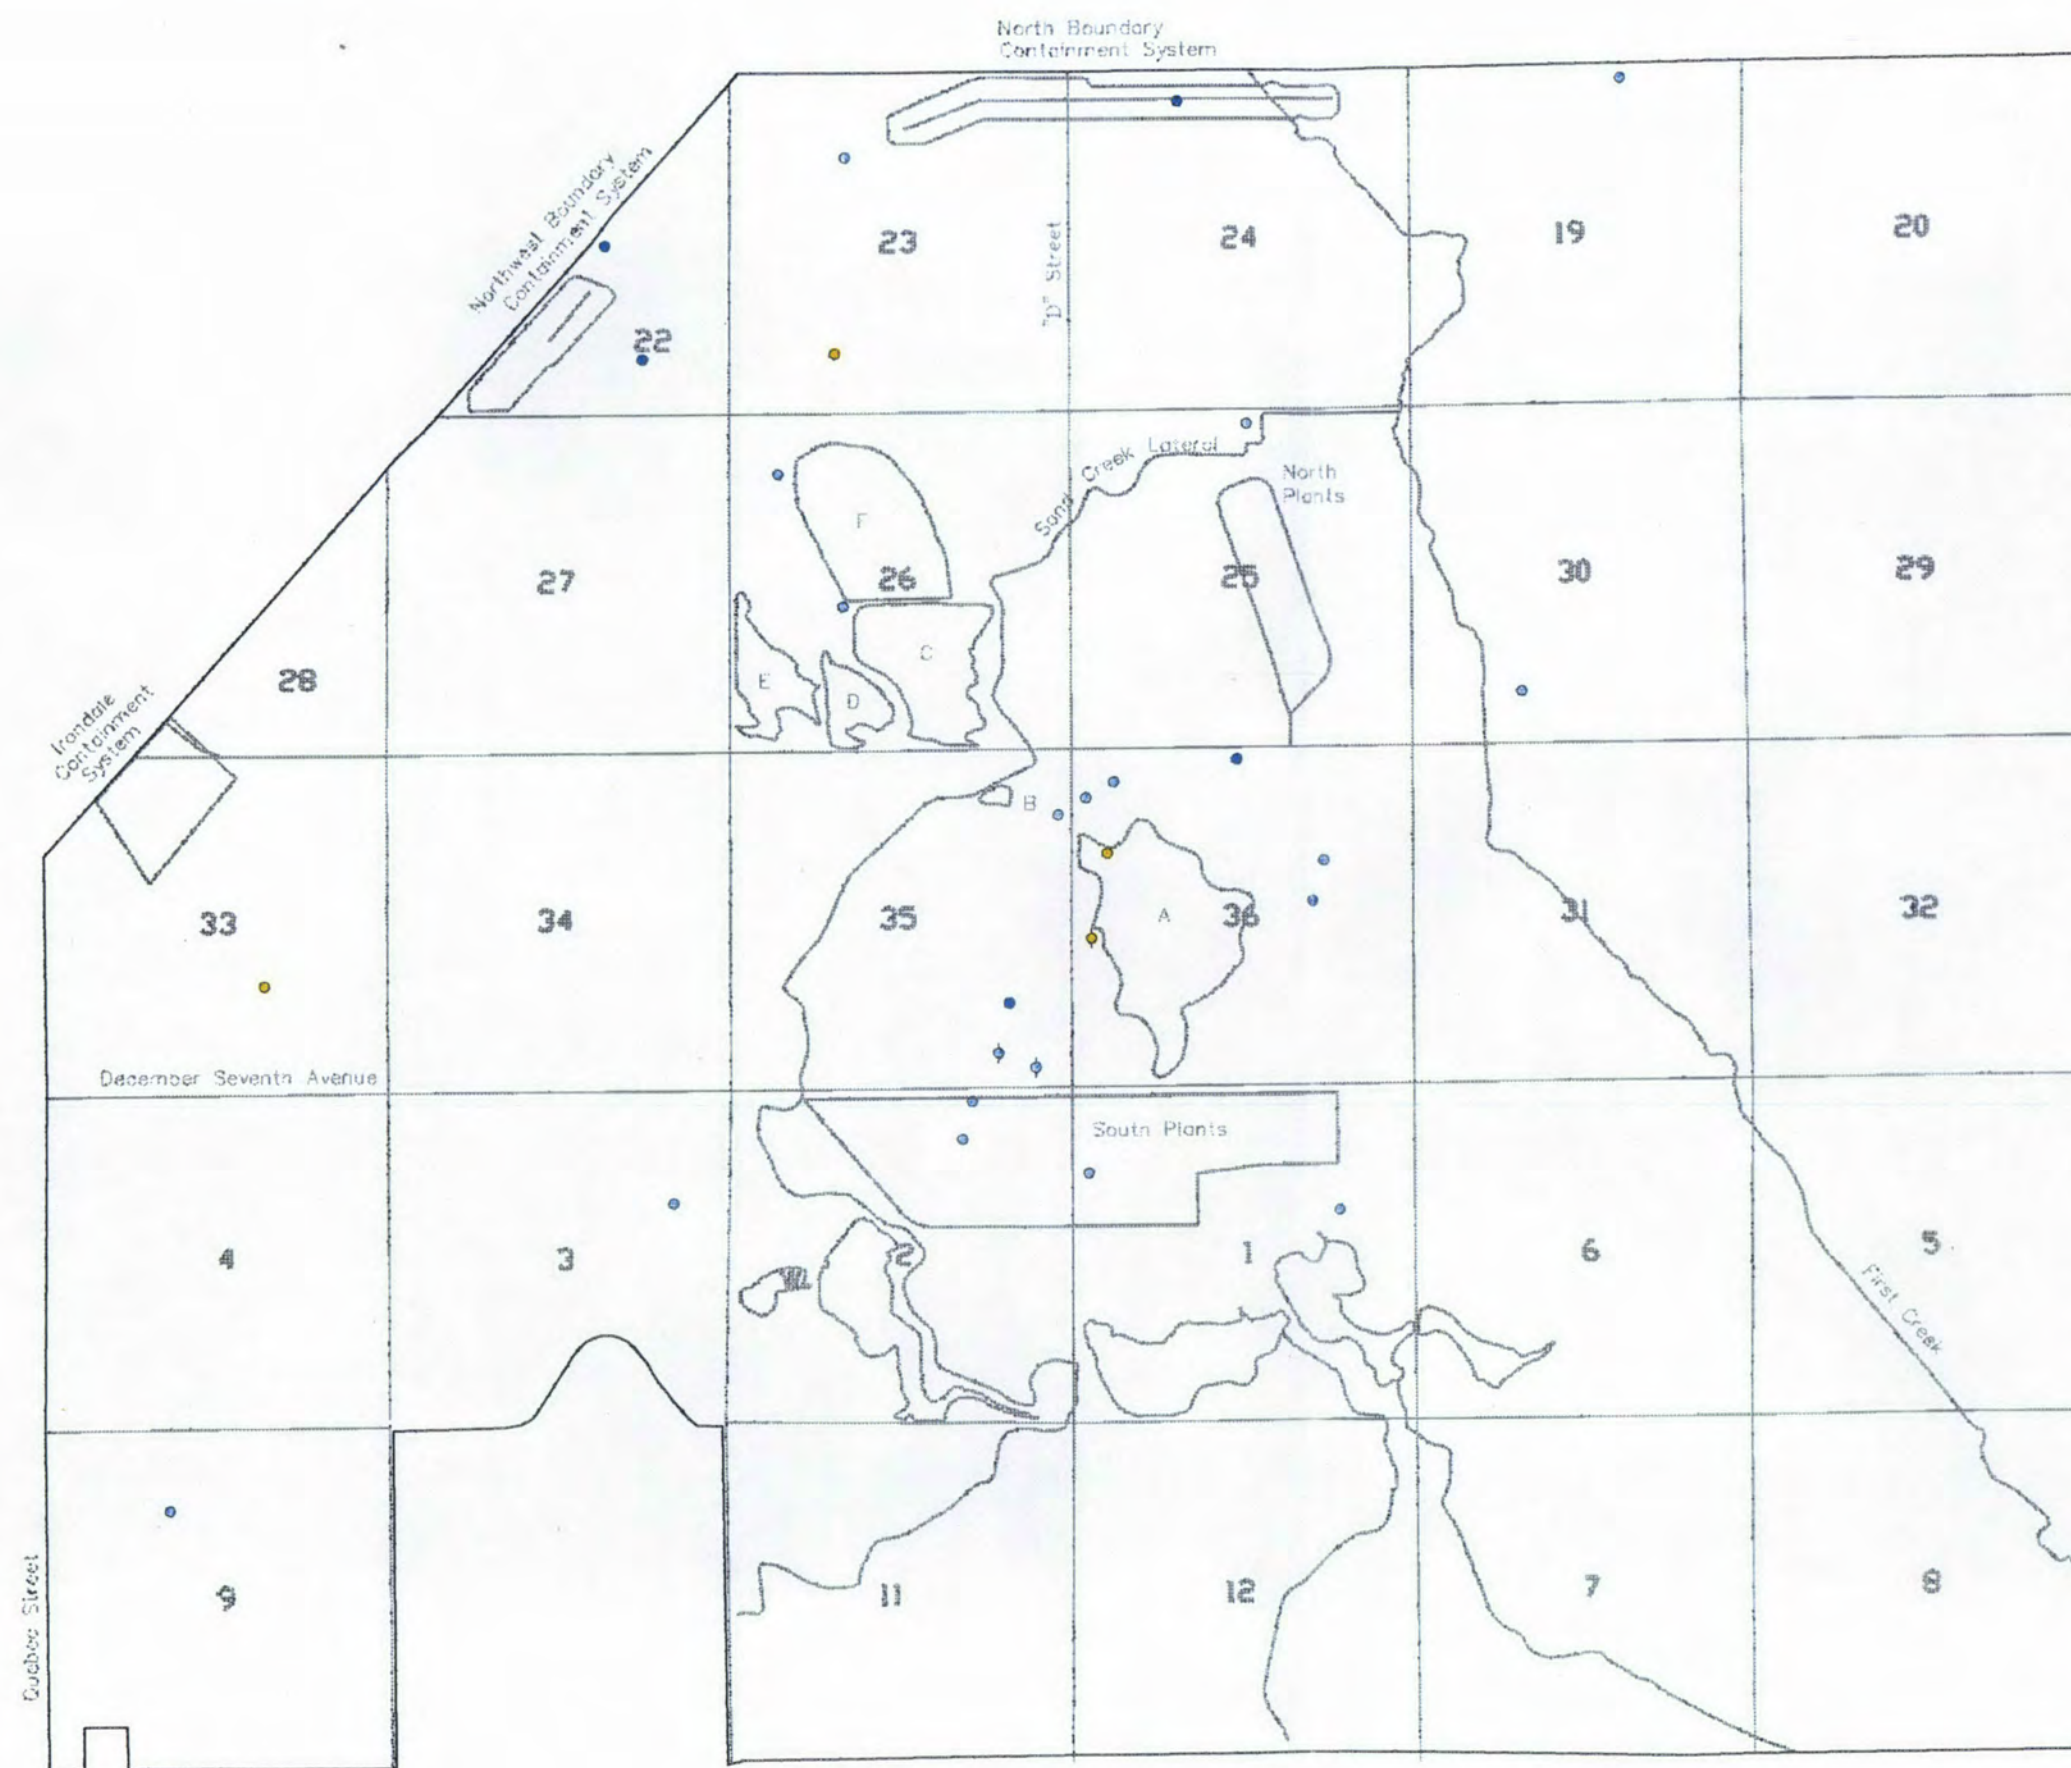 North Boundary
Containment System
Northwest Boundary
Containment System
23
"D" Street
24
19
20
22
Sand Creek Lateral
North
Plants
F
27
26
25
30
29
C
28
E
D
Irondale
Containment
System
B
33
34
35
A
36
31
32
December Seventh Avenue
South Plants
4
3
2
1
6
5
First Creek
Quebec Street
9
11
12
7
8